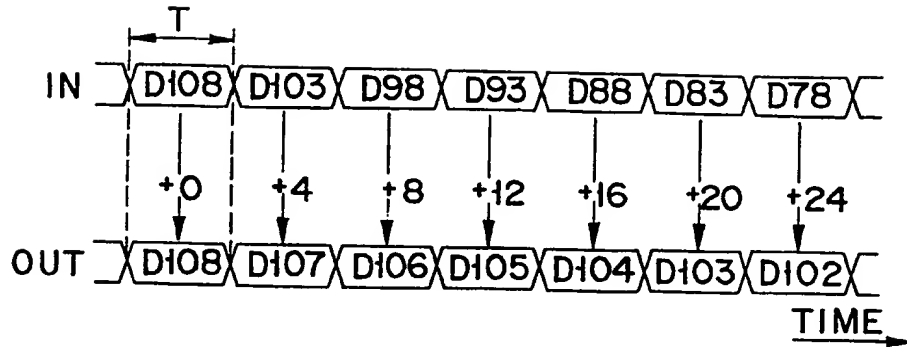 T
IN D108 D103 D98 D93 D88 D83 D78
+0 +4 +8 +12 +16 +20 +24
OUT D108 D107 D106 D105 D104 D103 D102
TIME